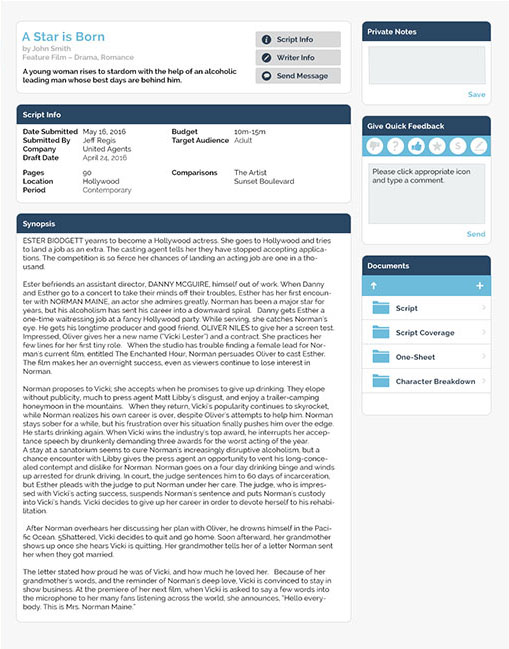 A Star is Born
by John Smith
Feature Film – Drama, Romance
A young woman rises to stardom with the help of an alcoholic
leading man whose best days are behind him.
Script Info
Writer Info
Send Message
Script Info
Date Submitted May 16, 2016
Submitted By Jeff Regis
Company United Agents
Draft Date April 24, 2016
Budget 10m-15m
Target Audience Adult
Pages 90
Location Hollywood
Period Contemporary
Comparisons The Artist
Sunset Boulevard
Synopsis
ESTER BlODGETT yearns to become a Hollywood actress. She goes to Hollywood and tries
to land a job as an extra. The casting agent tells her they have stopped accepting applica-
tions. The competition is so fierce her chances of landing an acting job are one in a tho-
usand.
Ester befriends an assistant director, DANNY MCGUIRE, himself out of work. When Danny
and Esther go to a concert to take their minds off their troubles, Esther has her first encoun-
ter with NORMAN MAINE, an actor she admires greatly. Norman has been a major star for
years, but his alcoholism has sent his career into a downward spiral. Danny gets Esther a
one-time waitressing job at a fancy Hollywood party. While serving, she catches Norman's
eye. He gets his longtime producer and good friend, OLIVER NILES to give her a screen test.
Impressed, Oliver gives her a new name ("Vicki Lester") and a contract. She practices her
few lines for her first tiny role. When the studio has trouble finding a female lead for Nor-
man's current film, entitled The Enchanted Hour, Norman persuades Oliver to cast Esther.
The film makes her an overnight success, even as viewers continue to lose interest in
Norman.
Norman proposes to Vicki; she accepts when he promises to give up drinking. They elope
without publicity, much to press agent Matt Libby's disgust, and enjoy a trailer-camping
honeymoon in the mountains. When they return, Vicki's popularity continues to skyrocket,
while Norman realizes his own career is over, despite Oliver's attempts to help him. Norman
stays sober for a while, but his frustration over his situation finally pushes him over the edge.
He starts drinking again. When Vicki wins the industry's top award, he interrupts her accep-
tance speech by drunkenly demanding three awards for the worst acting of the year.
A stay at a sanatorium seems to cure Norman's increasingly disruptive alcoholism, but a
chance encounter with Libby gives the press agent an opportunity to vent his long-conce-
aled contempt and dislike for Norman. Norman goes on a four day drinking binge and winds
up arrested for drunk driving. In court, the judge sentences him to 60 days of incarceration,
but Esther pleads with the judge to put Norman under her care. The judge, who is impres-
sed with Vicki's acting success, suspends Norman's sentence and puts Norman's custody
into Vicki's hands. Vicki decides to give up her career in order to devote herself to his rehabi-
litation.
After Norman overhears her discussing her plan with Oliver, he drowns himself in the Paci-
fic Ocean. 5Shattered, Vicki decides to quit and go home. Soon afterward, her grandmother
shows up once she hears Vicki is quitting. Her grandmother tells her of a letter Norman sent
her when they got married.
The letter stated how proud he was of Vicki, and how much he loved her. Because of her
grandmother's words, and the reminder of Norman's deep love, Vicki is convinced to stay in
show business. At the premiere of her next film, when Vicki is asked to say a few words into
the microphone to her many fans listening across the world, she announces, "Hello every-
body. This is Mrs. Norman Maine."
Private Notes
Save
Give Quick Feedback
Please click appropriate icon
and type a comment.
Send
Documents
Script
Script Coverage
One-Sheet
Character Breakdown